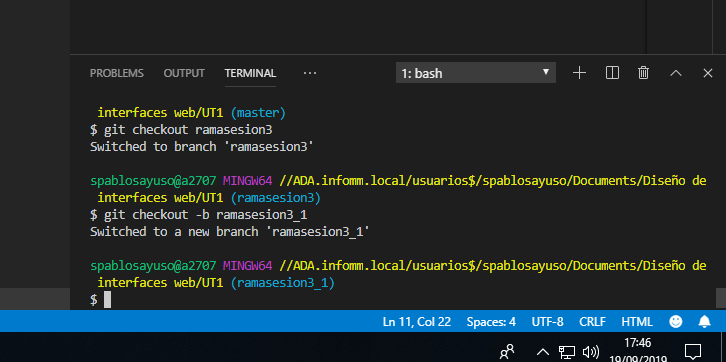 PROBLEMS OUTPUT TERMINAL ··· 1: bash
interfaces web/UT1 (master)
$ git checkout ramasesion3
Switched to branch 'ramasesion3'
spablosayuso@a2707 MINGW64 //ADA.infomm.local/usuarios$/spablosayuso/Documents/Diseño de
interfaces web/UT1 (ramasesion3)
$ git checkout -b ramasesion3_1
Switched to a new branch 'ramasesion3_1'
spablosayuso@a2707 MINGW64 //ADA.infomm.local/usuarios$/spablosayuso/Documents/Diseño de
interfaces web/UT1 (ramasesion3_1)
$
Ln 11, Col 22 Spaces: 4 UTF-8 CRLF HTML
17:46
19/09/2019